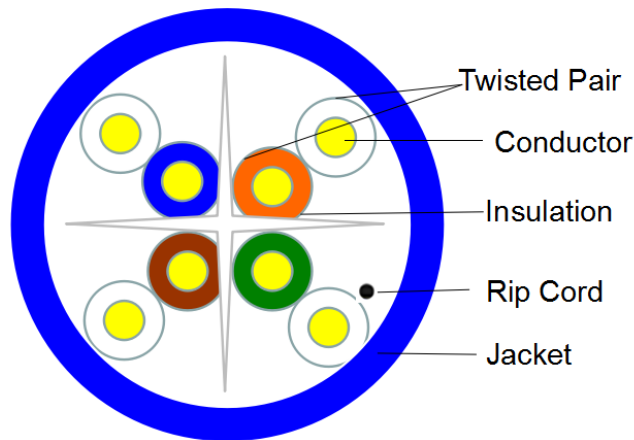 Twisted Pair
Conductor
Insulation
Rip Cord
Jacket